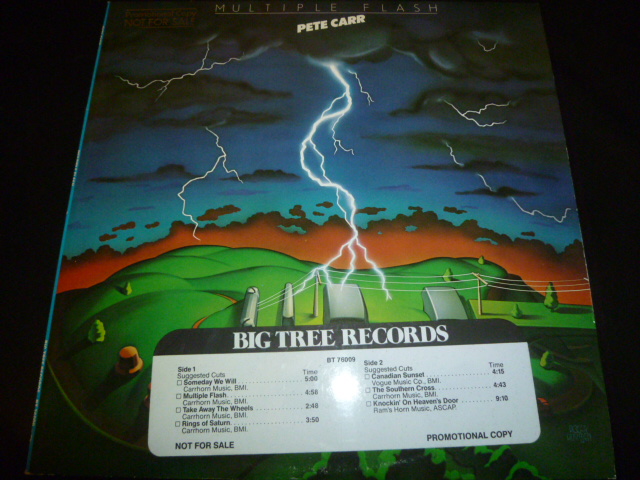 NOT FOR SALE
MULTIPLE FLASH
PETE CARR
BIG TREE RECORDS
BT 76009
Side 1
Suggested Cuts Time
Someday We Will 5:00
Carrhorn Music, BMI.
Multiple Flash 4:58
Carrhorn Music, BMI.
Take Away The Wheels 2:48
Carrhorn Music, BMI.
Rings of Saturn 3:50
Carrhorn Music, BMI.
NOT FOR SALE
Side 2
Suggested Cuts Time
Canadian Sunset 4:15
Vogue Music Co., BMI.
The Southern Cross 4:43
Carrhorn Music, BMI.
Knockin' On Heaven's Door 9:10
Ram's Horn Music, ASCAP.
PROMOTIONAL COPY